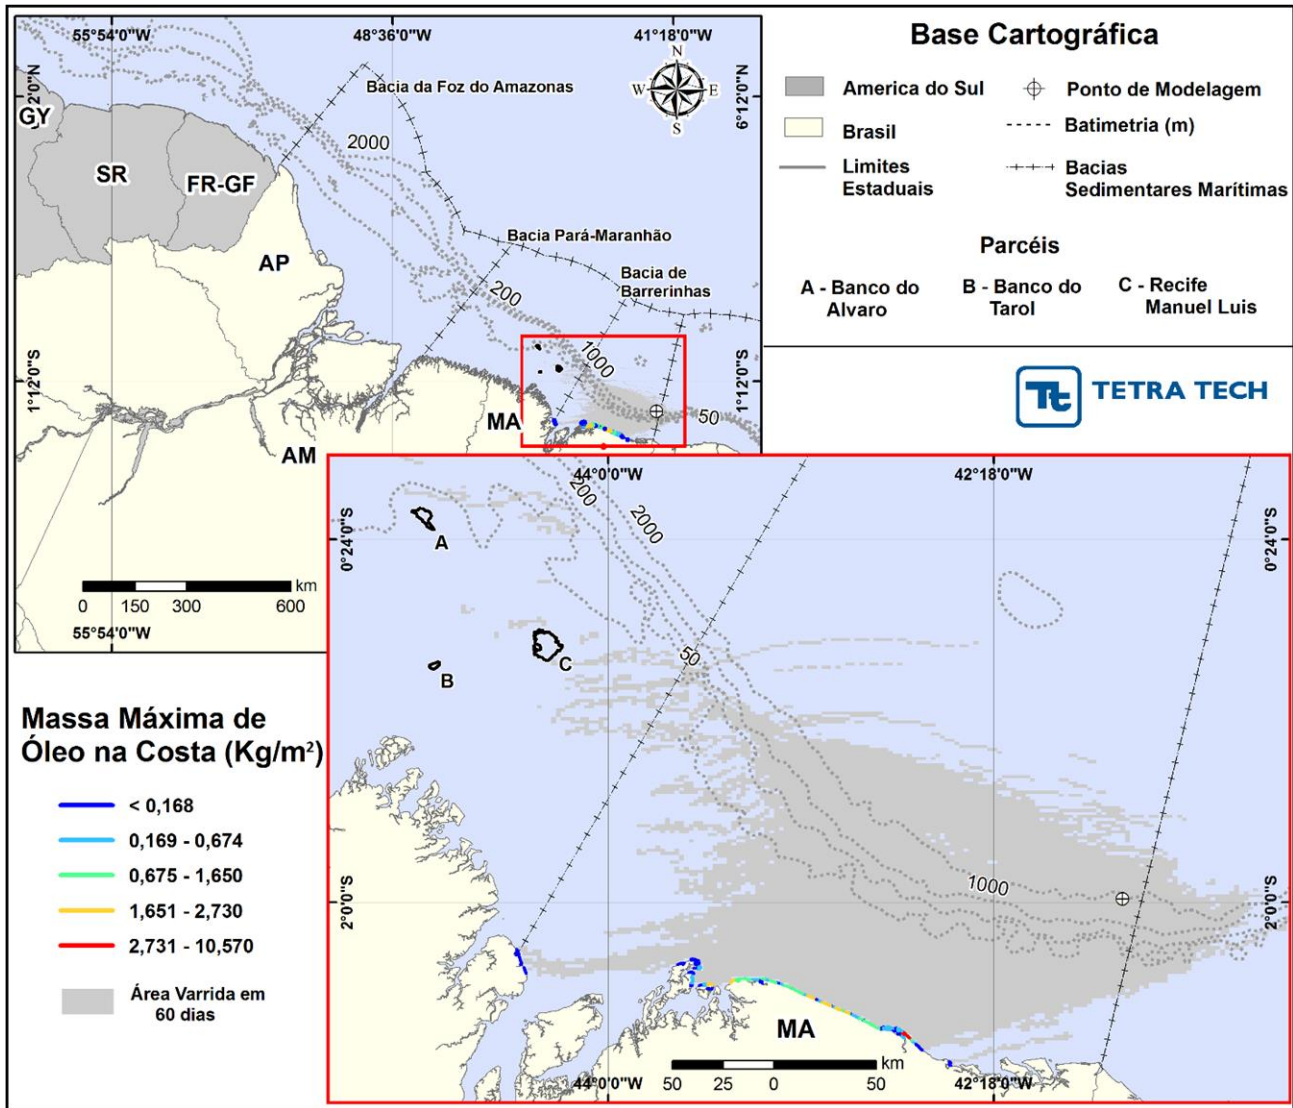 55°54'0"W
48°36'0"W
41°18'0"W
N
W
E
S
6°12'0"N
Bacia da Foz do Amazonas
2000
GY
SR
FR-GF
AP
Bacia Pará-Maranhão
Bacia de
Barrerinhas
200
1000
50
1°12'0"S
1°12'0"S
MA
AM
km
0 150 300 600
55°54'0"W
Base Cartográfica
America do Sul
Brasil
Limites
Estaduais
Ponto de Modelagem
Batimetria (m)
Bacias
Sedimentares Marítimas
Parcéis
A - Banco do
Alvaro
B - Banco do
Tarol
C - Recife
Manuel Luis
Tt TETRA TECH
44°0'0"W
42°18'0"W
0°24'0"S
0°24'0"S
200
2000
A
B
C
50
1000
2°0'0"S
2°0'0"S
MA
km
50 25 0 50
44°0'0"W
42°18'0"W
Massa Máxima de
Óleo na Costa (Kg/m²)
< 0,168
0,169 - 0,674
0,675 - 1,650
1,651 - 2,730
2,731 - 10,570
Área Varrida em
60 dias